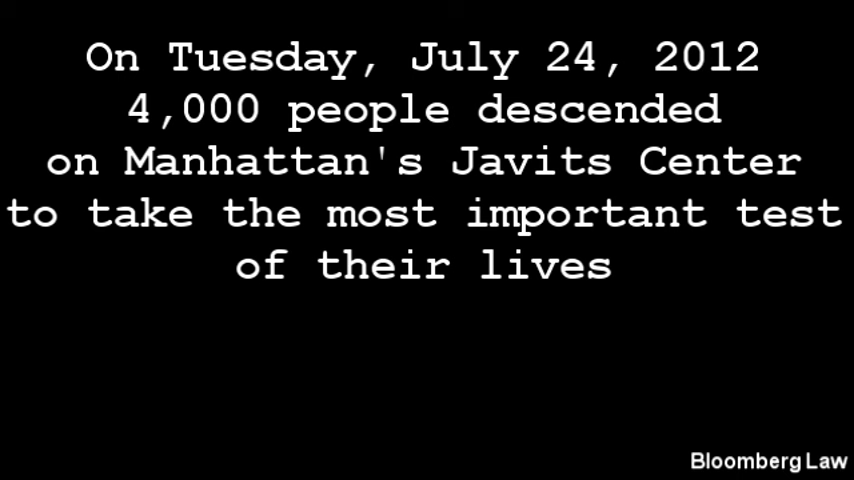 On Tuesday, July 24, 2012
4,000 people descended
on Manhattan's Javits Center
to take the most important test
of their lives
Bloomberg Law